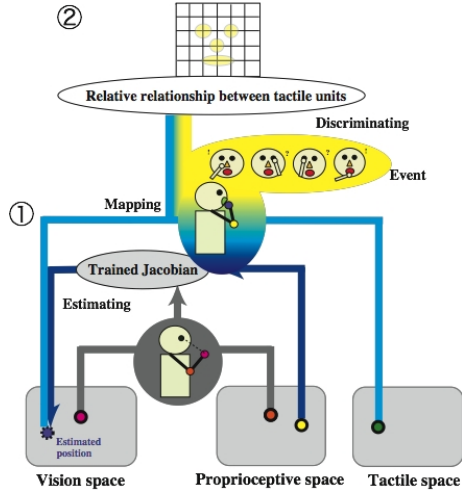 ②
Relative relationship between tactile units
Discriminating
! ? ? !
Event
Mapping
①
Trained Jacobian
Estimating
Estimated
position
Vision space
Proprioceptive space
Tactile space